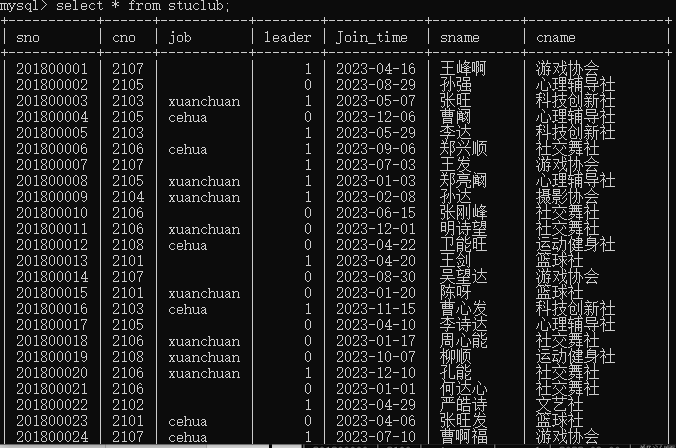 mysql> select * from stuclub;
| sno | cno | job | leader | Join_time | sname | cname |
| 201800001 | 2107 | | 1 | 2023-04-16 | 王峰啊 | 游戏协会
| 201800002 | 2105 | | 0 | 2023-08-29 | 孙强 | 心理辅导社
| 201800003 | 2103 | xuanchuan | 1 | 2023-05-07 | 张旺 | 科技创新社
| 201800004 | 2105 | cehua | 0 | 2023-12-06 | 曹阚 | 心理辅导社
| 201800005 | 2103 | | 1 | 2023-05-29 | 李达 | 科技创新社
| 201800006 | 2106 | cehua | 1 | 2023-09-06 | 郑兴顺 | 社交舞社
| 201800007 | 2107 | | 1 | 2023-07-03 | 王发 | 游戏协会
| 201800008 | 2105 | xuanchuan | 1 | 2023-01-03 | 郑亮阚 | 心理辅导社
| 201800009 | 2104 | xuanchuan | 1 | 2023-02-08 | 孙达 | 摄影协会
| 201800010 | 2106 | | 0 | 2023-06-15 | 张刚峰 | 社交舞社
| 201800011 | 2106 | xuanchuan | 0 | 2023-12-01 | 明诗望 | 社交舞社
| 201800012 | 2108 | cehua | 0 | 2023-04-22 | 卫能旺 | 运动健身社
| 201800013 | 2101 | | 1 | 2023-04-20 | 王剑 | 篮球社
| 201800014 | 2107 | | 0 | 2023-08-30 | 吴望达 | 游戏协会
| 201800015 | 2101 | xuanchuan | 0 | 2023-01-20 | 陈呀 | 篮球社
| 201800016 | 2103 | cehua | 1 | 2023-11-15 | 曹心发 | 科技创新社
| 201800017 | 2105 | | 0 | 2023-04-10 | 李诗达 | 心理辅导社
| 201800018 | 2106 | xuanchuan | 0 | 2023-01-17 | 周心能 | 社交舞社
| 201800019 | 2108 | xuanchuan | 0 | 2023-10-07 | 柳顺 | 运动健身社
| 201800020 | 2106 | xuanchuan | 1 | 2023-12-10 | 孔能 | 社交舞社
| 201800021 | 2106 | | 0 | 2023-01-01 | 何达心 | 社交舞社
| 201800022 | 2102 | | 1 | 2023-04-29 | 严皓诗 | 文艺社
| 201800023 | 2101 | cehua | 0 | 2023-04-06 | 张旺发 | 篮球社
| 201800024 | 2107 | cehua | 1 | 2023-07-10 | 曹啊福 | 游戏协会